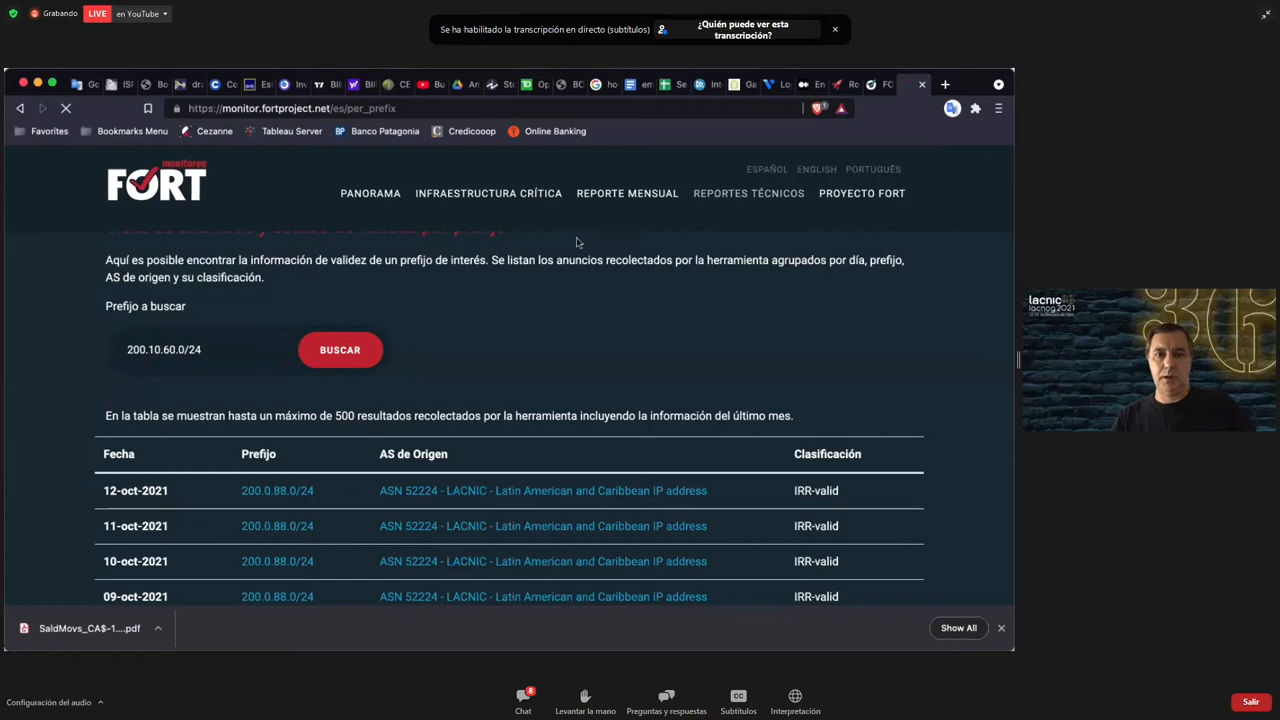 Grabando
LIVE
en YouTube
Se ha habilitado la transcripción en directo (subtítulos)
¿Quién puede ver esta
transcripción?
https://monitor.fortproject.net/es/per_prefix
Favorites
Bookmarks Menu
Cezanne
Tableau Server
Banco Patagonia
Credicooop
Online Banking
monitoreo
FORT
ESPAÑOL
ENGLISH
PORTUGUÊS
PANORAMA
INFRAESTRUCTURA CRÍTICA
REPORTE MENSUAL
REPORTES TÉCNICOS
PROYECTO FORT
Aquí es posible encontrar la información de validez de un prefijo de interés. Se listan los anuncios recolectados por la herramienta agrupados por día, prefijo,
AS de origen y su clasificación.
Prefijo a buscar
200.10.60.0/24
BUSCAR
En la tabla se muestran hasta un máximo de 500 resultados recolectados por la herramienta incluyendo la información del último mes.
Fecha Prefijo AS de Origen Clasificación
12-oct-2021 200.0.88.0/24 ASN 52224 - LACNIC - Latin American and Caribbean IP address IRR-valid
11-oct-2021 200.0.88.0/24 ASN 52224 - LACNIC - Latin American and Caribbean IP address IRR-valid
10-oct-2021 200.0.88.0/24 ASN 52224 - LACNIC - Latin American and Caribbean IP address IRR-valid
09-oct-2021 200.0.88.0/24 ASN 52224 - LACNIC - Latin American and Caribbean IP address IRR-valid
SaldMovs_CA$-1....pdf
Show All
lacnic36
lacnog 2021
Configuración del audio
8
Chat
Levantar la mano
Preguntas y respuestas
CC
Subtítulos
Interpretación
Salir